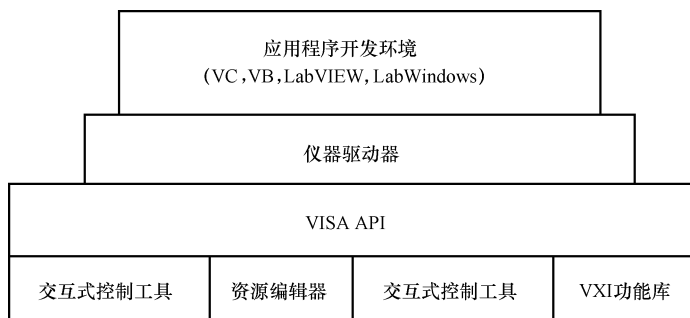 应用程序开发环境
(VC,VB,LabVIEW,LabWindows)
仪器驱动器
VISA API
交互式控制工具
资源编辑器
交互式控制工具
VXI功能库